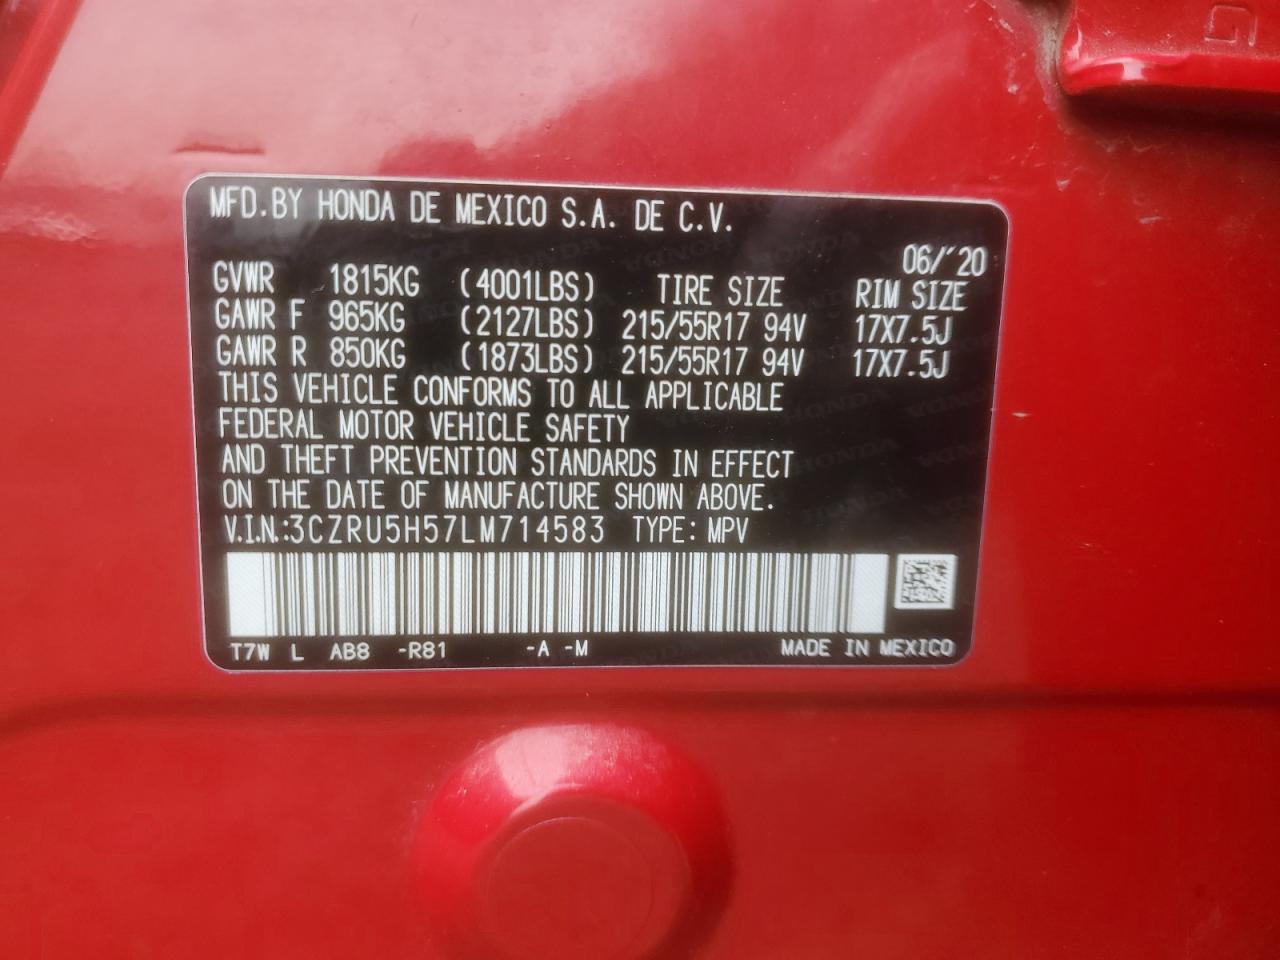 MFD.BY HONDA DE MEXICO S.A. DE C.V.
06/'20
GVWR 1815KG (4001LBS) TIRE SIZE RIM SIZE
GAWR F 965KG (2127LBS) 215/55R17 94V 17X7.5J
GAWR R 850KG (1873LBS) 215/55R17 94V 17X7.5J
THIS VEHICLE CONFORMS TO ALL APPLICABLE
FEDERAL MOTOR VEHICLE SAFETY
AND THEFT PREVENTION STANDARDS IN EFFECT
ON THE DATE OF MANUFACTURE SHOWN ABOVE.
V.I.N.:3CZRU5H57LM714583 TYPE: MPV
T7W L AB8 -R81 -A -M MADE IN MEXICO